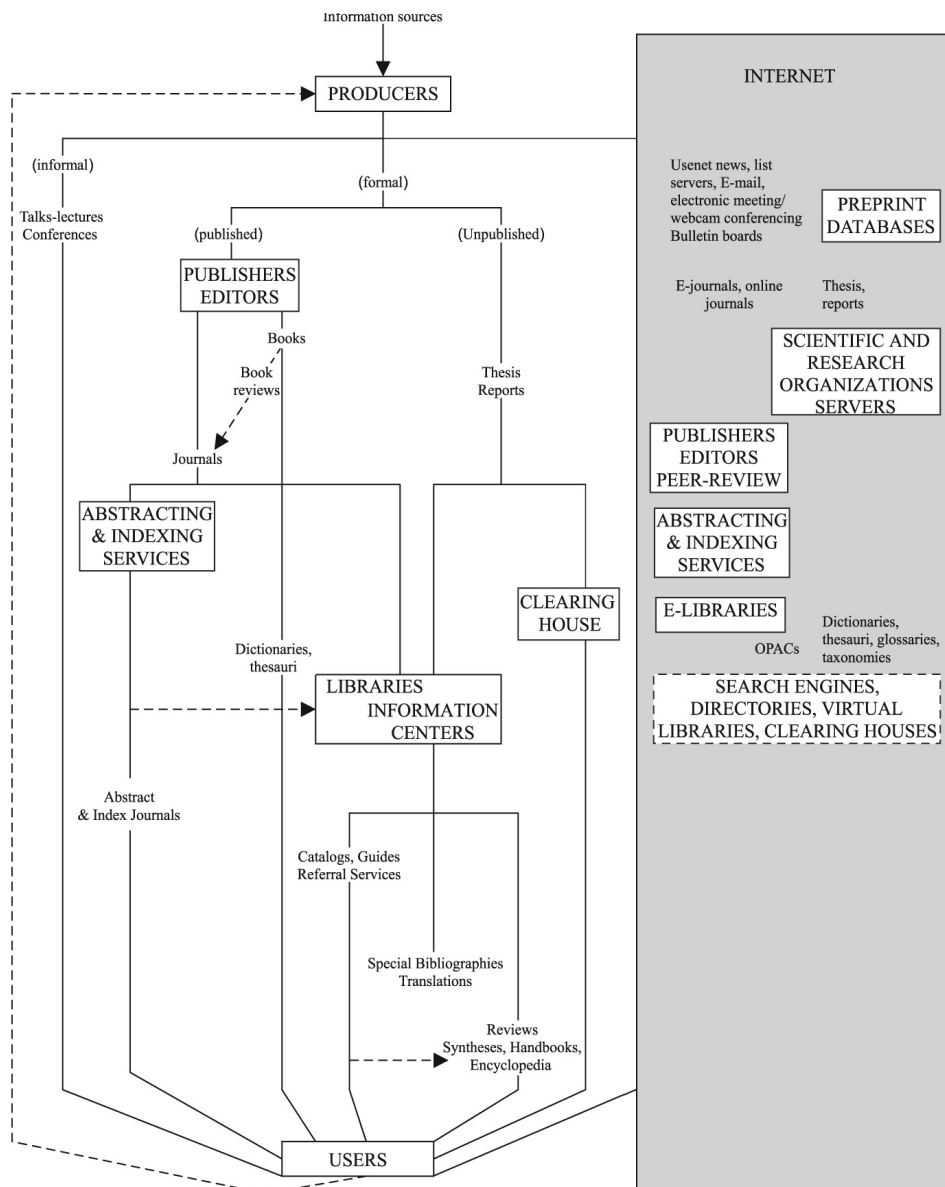 Information sources
PRODUCERS
(informal)
(formal)
Talks-lectures
Conferences
(published)
(Unpublished)
PUBLISHERS
EDITORS
Books
Book
reviews
Thesis
Reports
Journals
ABSTRACTING
& INDEXING
SERVICES
CLEARING
HOUSE
Dictionaries,
thesauri
LIBRARIES
INFORMATION
CENTERS
Abstract
& Index Journals
Catalogs, Guides
Referral Services
Special Bibliographies
Translations
Reviews
Syntheses, Handbooks,
Encyclopedia
USERS
INTERNET
Usenet news, list
servers, E-mail,
electronic meeting/
webcam conferencing
Bulletin boards
PREPRINT
DATABASES
E-journals, online
journals
Thesis,
reports
SCIENTIFIC AND
RESEARCH
ORGANIZATIONS
SERVERS
PUBLISHERS
EDITORS
PEER-REVIEW
ABSTRACTING
& INDEXING
SERVICES
E-LIBRARIES
OPACs
Dictionaries,
thesauri, glossaries,
taxonomies
SEARCH ENGINES,
DIRECTORIES, VIRTUAL
LIBRARIES, CLEARING HOUSES